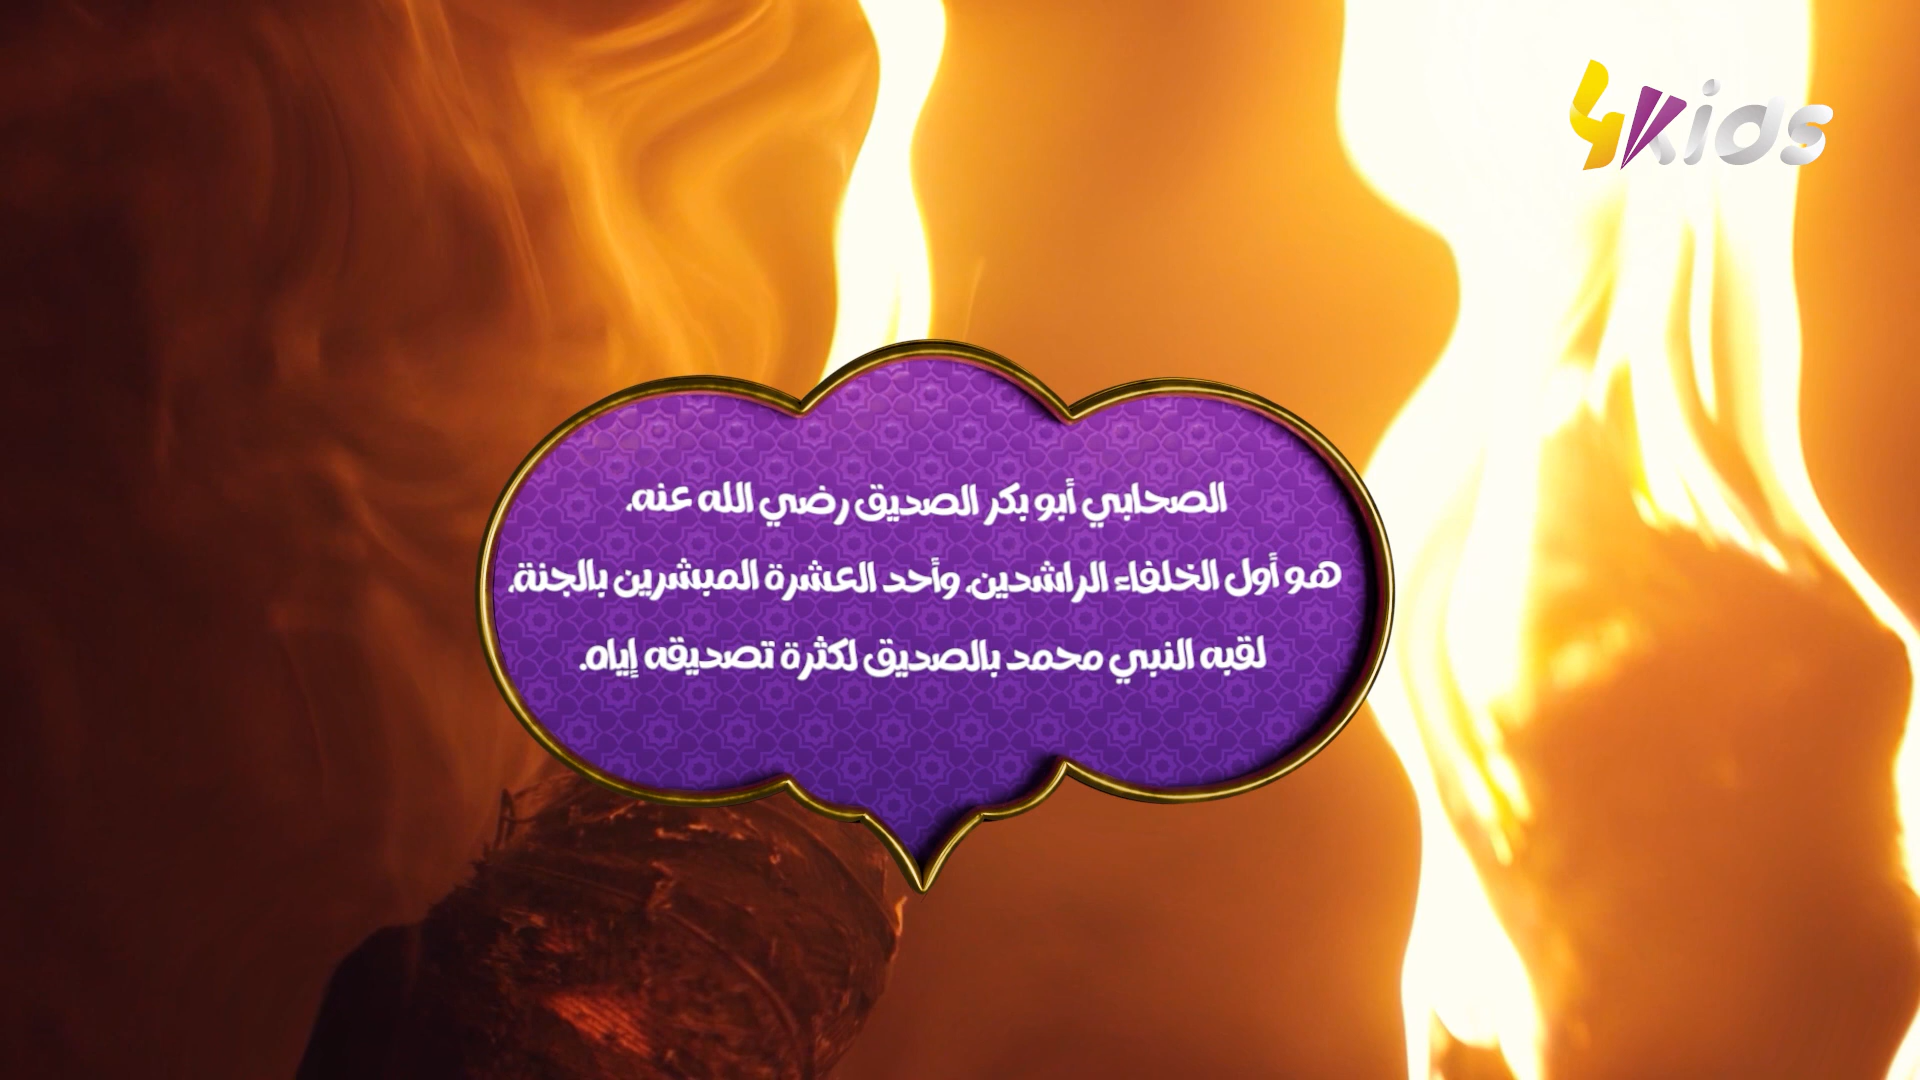 4Kids
الصحابي أبو بكر الصديق رضي الله عنه.
هو أول الخلفاء الراشدين، وأحد العشرة المبشرين بالجنة.
لقبه النبي محمد بالصديق لكثرة تصديقه إياه.